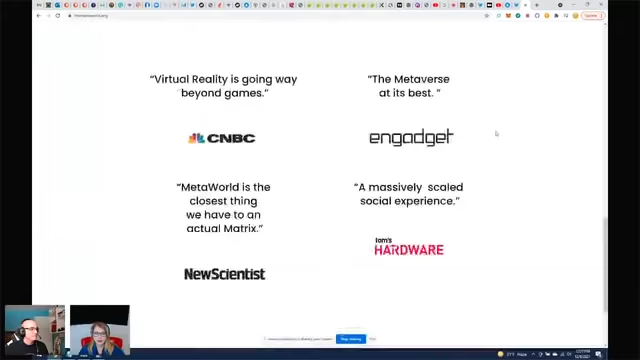 “Virtual Reality is going way
beyond games.”
CNBC
“The Metaverse
at its best. ”
engadget
“MetaWorld is the
closest thing
we have to an
actual Matrix.”
NewScientist
“A massively scaled
social experience.”
tom's
HARDWARE
Stop sharing
Hide